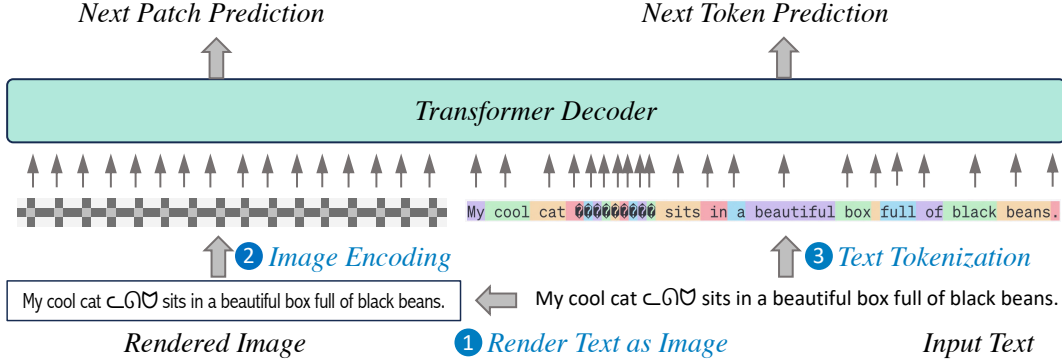 Next Patch Prediction Next Token Prediction
Transformer Decoder
My cool cat ��������� sits in a beautiful box full of black beans.
2 Image Encoding 3 Text Tokenization
My cool cat ᓚᘏᗢ sits in a beautiful box full of black beans. My cool cat ᓚᘏᗢ sits in a beautiful box full of black beans.
Rendered Image 1 Render Text as Image Input Text